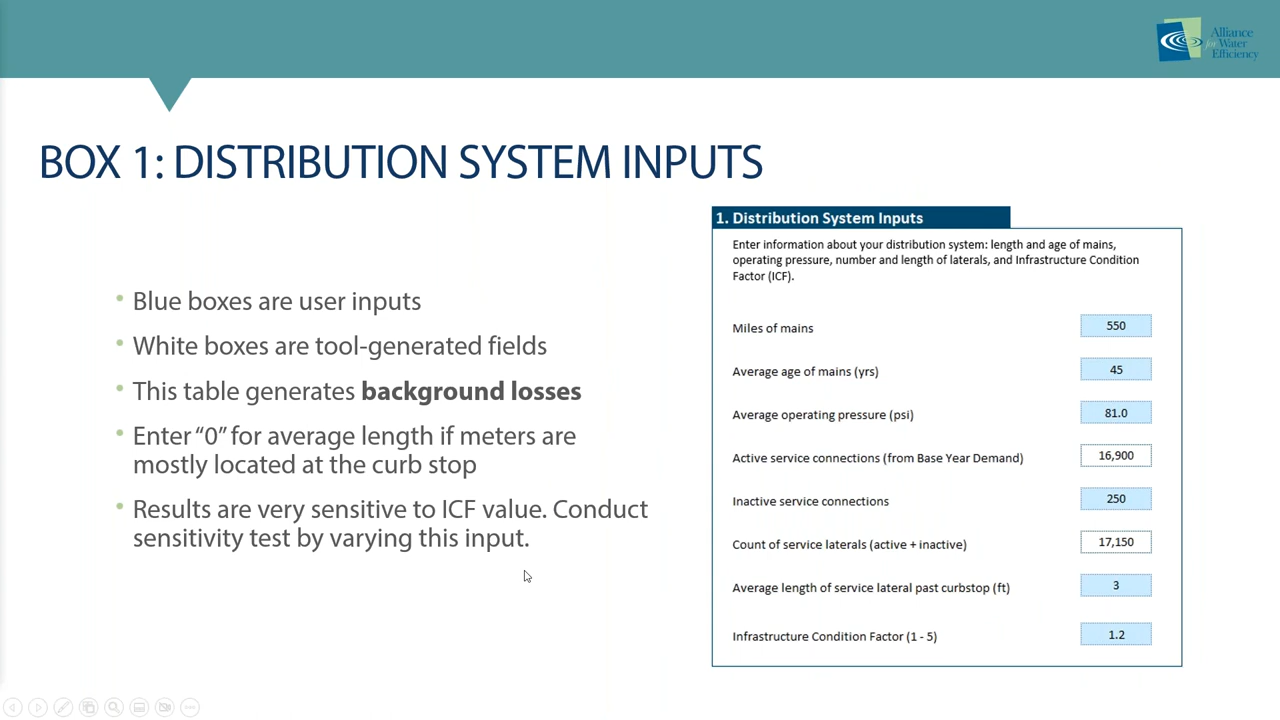 Alliance
for Water
Efficiency
BOX 1: DISTRIBUTION SYSTEM INPUTS
• Blue boxes are user inputs
• White boxes are tool-generated fields
• This table generates background losses
• Enter “0” for average length if meters are
mostly located at the curb stop
• Results are very sensitive to ICF value. Conduct
sensitivity test by varying this input.
1. Distribution System Inputs
Enter information about your distribution system: length and age of mains,
operating pressure, number and length of laterals, and Infrastructure Condition
Factor (ICF).
Miles of mains 550
Average age of mains (yrs) 45
Average operating pressure (psi) 81.0
Active service connections (from Base Year Demand) 16,900
Inactive service connections 250
Count of service laterals (active + inactive) 17,150
Average length of service lateral past curbstop (ft) 3
Infrastructure Condition Factor (1 - 5) 1.2